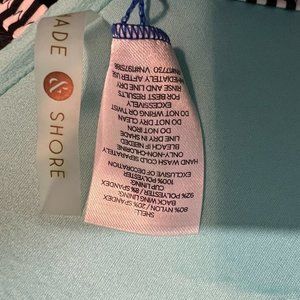 ADE
&
SHORE
SHELL:
80% NYLON / 20% SPANDEX
BACK WING LINING:
92% POLYESTER / 8% SPANDEX
CUP LINING:
100% POLYESTER
EXCLUSIVE OF DECORATION
HAND WASH COLD SEPARATELY
ONLY-NON-CHLORINE
BLEACH IF NEEDED
LINE DRY BY SHADE
DO NOT IRON
DO NOT DRY CLEAN
DO NOT WRING OR TWIST
EXCESSIVELY
FOR BEST RESULTS
RINSE AND LINE DRY
IMMEDIATELY AFTER USE